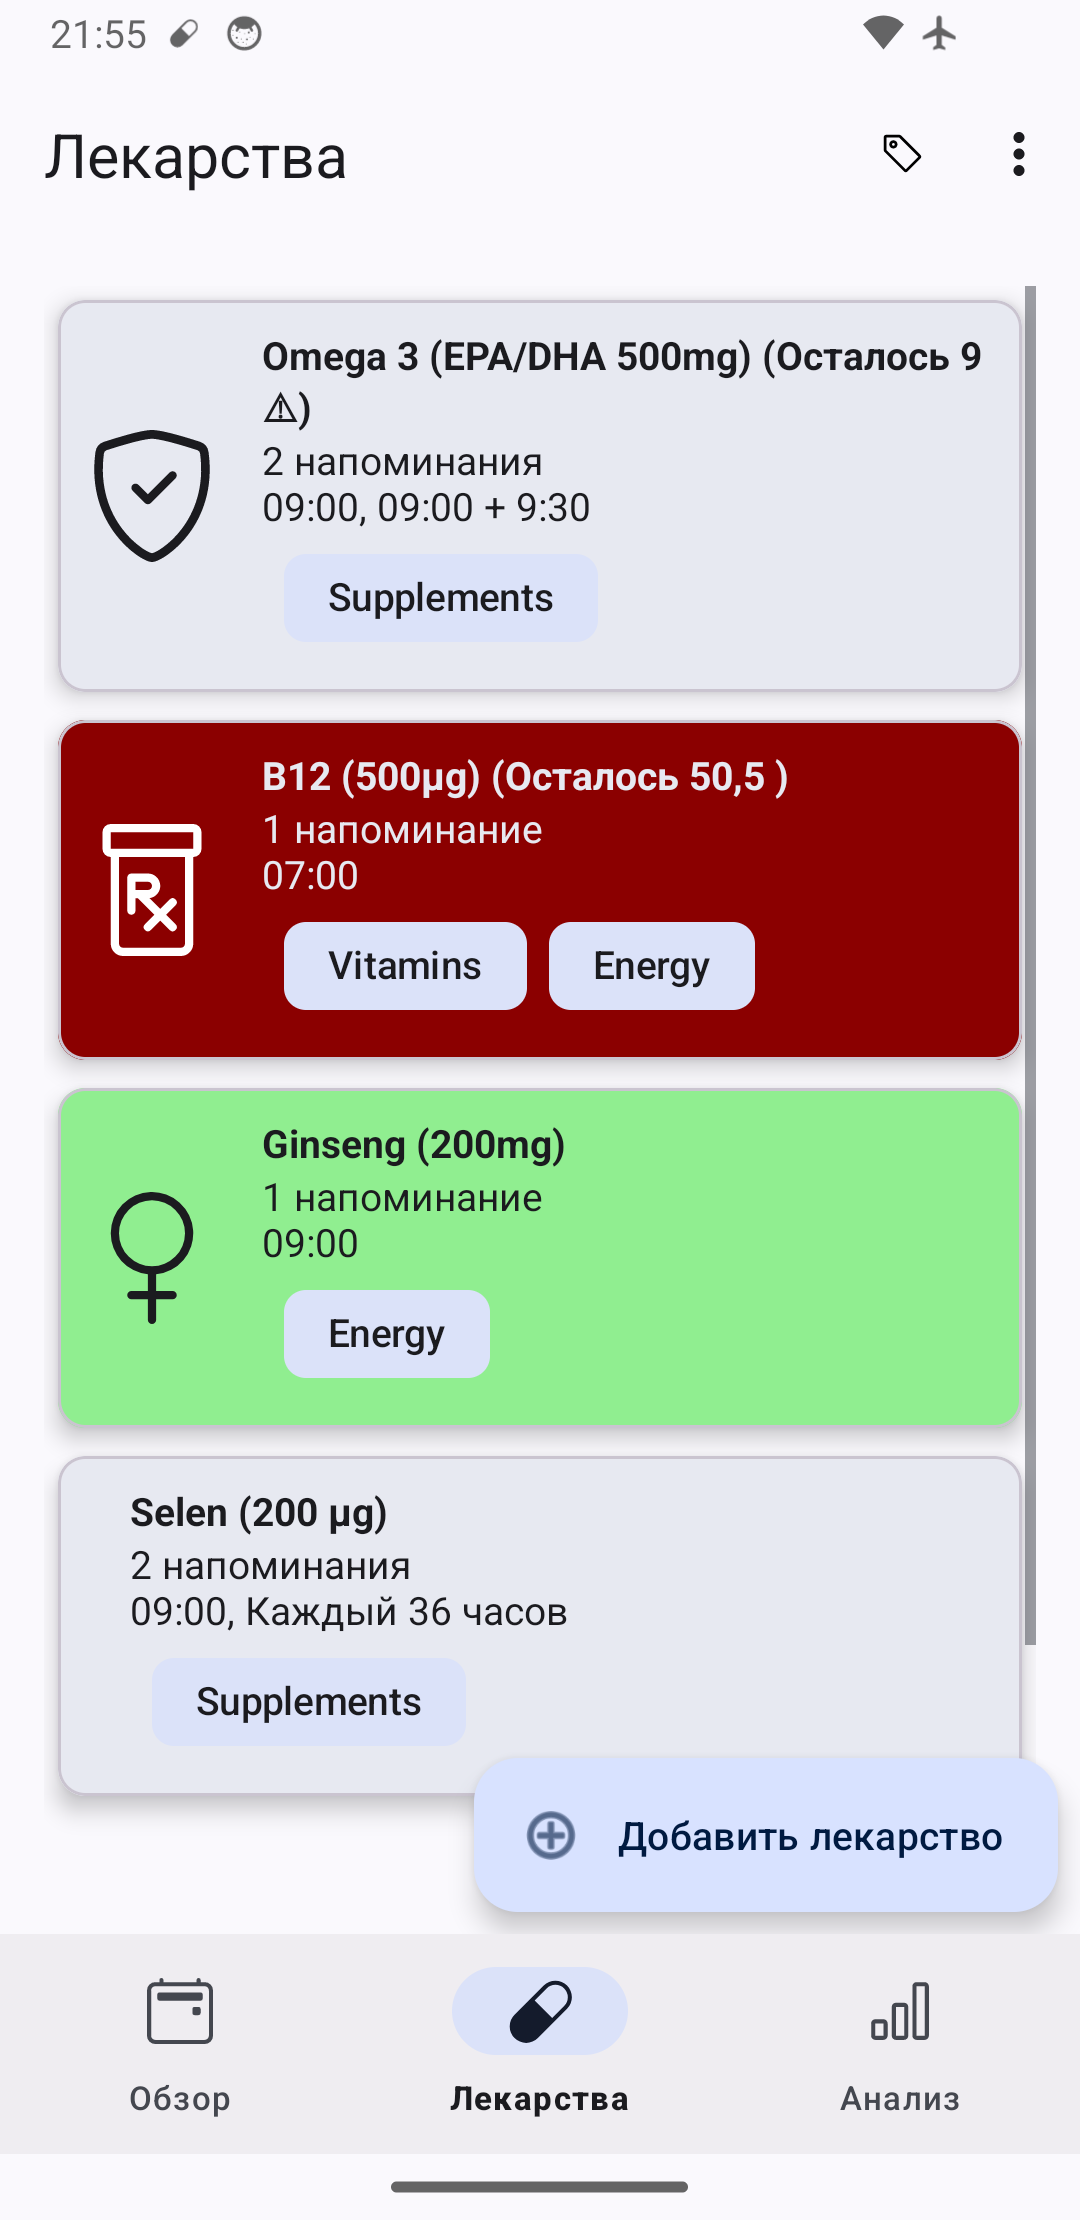 21:55
Лекарства
Omega 3 (EPA/DHA 500mg) (Осталось 9
⚠)
2 напоминания
09:00, 09:00 + 9:30
Supplements
B12 (500µg) (Осталось 50,5 )
1 напоминание
07:00
Vitamins Energy
Ginseng (200mg)
1 напоминание
09:00
Energy
Selen (200 µg)
2 напоминания
09:00, Каждый 36 часов
Supplements
Добавить лекарство
Обзор Лекарства Анализ